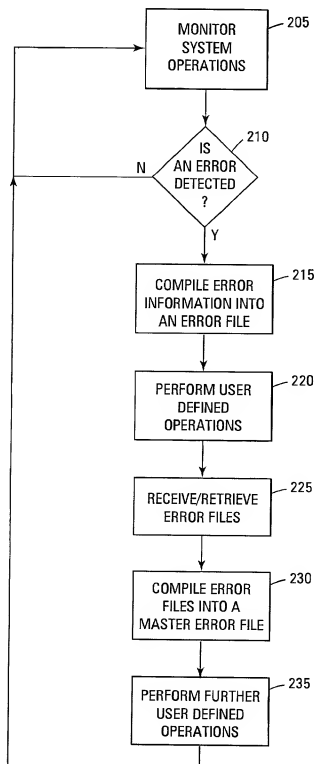 MONITOR
SYSTEM
OPERATIONS
205
IS
AN ERROR
DETECTED
?
210
N
Y
COMPILE ERROR
INFORMATION INTO
AN ERROR FILE
215
PERFORM USER
DEFINED
OPERATIONS
220
RECEIVE/RETRIEVE
ERROR FILES
225
COMPILE ERROR
FILES INTO A
MASTER ERROR FILE
230
PERFORM FURTHER
USER DEFINED
OPERATIONS
235